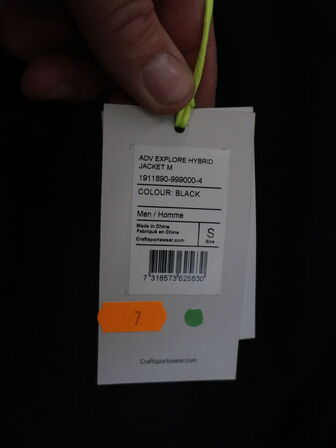 ADV EXPLORE HYBRID
JACKET M
1911890-999000-4
COLOUR: BLACK
Men / Homme
Made in China
Fabriqué en Chine
Craftsportswear.com
S
Size
7 318573 625630
7.
Craftsportswear.com